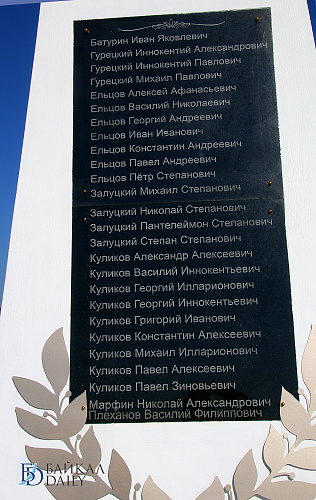 Батурин Иван Яковлевич
Гурецкий Иннокентий Александрович
Гурецкий Иннокентий Павлович
Гурецкий Михаил Павлович
Ельцов Алексей Афанасьевич
Ельцов Василий Николаевич
Ельцов Георгий Андреевич
Ельцов Иван Иванович
Ельцов Константин Андреевич
Ельцов Павел Андреевич
Ельцов Пётр Степанович
Залуцкий Михаил Степанович
Залуцкий Николай Степанович
Залуцкий Пантелеймон Степанович
Залуцкий Степан Степанович
Куликов Александр Алексеевич
Куликов Василий Иннокентьевич
Куликов Георгий Илларионович
Куликов Георгий Иннокентьевич
Куликов Григорий Иванович
Куликов Константин Алексеевич
Куликов Михаил Илларионович
Куликов Павел Алексеевич
Куликов Павел Зиновьевич
Марфин Николай Александрович
Плеханов Василий Филиппович
БАЙКАЛ
DAILY